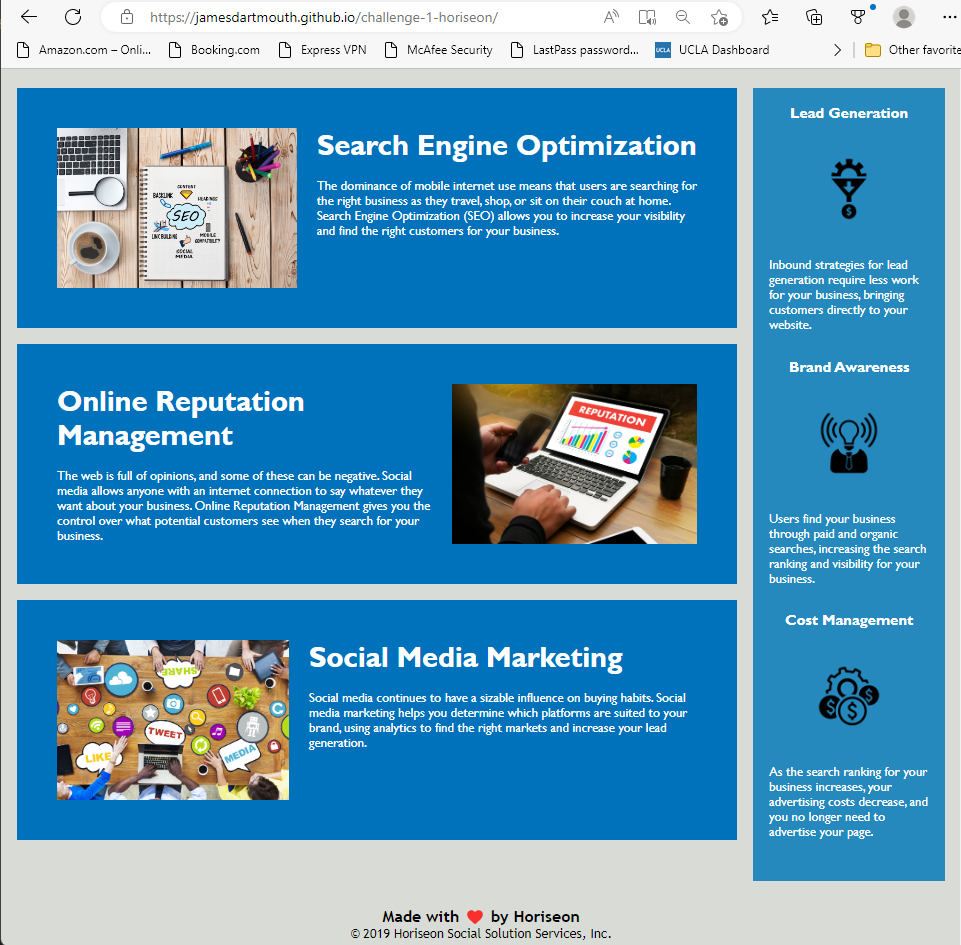 https://jamesdartmouth.github.io/challenge-1-horiseon/
Amazon.com – Onli...
Booking.com
Express VPN
McAfee Security
LastPass password...
UCLA
UCLA Dashboard
Other favorite
CONTENT
BACKLINK
HEADINGS
SEO
LINK BUILDING
MOBILE
COMPATIBILITY
SOCIAL
MEDIA
Search Engine Optimization
The dominance of mobile internet use means that users are searching for
the right business as they travel, shop, or sit on their couch at home.
Search Engine Optimization (SEO) allows you to increase your visibility
and find the right customers for your business.
Online Reputation
Management
The web is full of opinions, and some of these can be negative. Social
media allows anyone with an internet connection to say whatever they
want about your business. Online Reputation Management gives you the
control over what potential customers see when they search for your
business.
REPUTATION
SHARE
TWEET
LIKE
MEDIA
Social Media Marketing
Social media continues to have a sizable influence on buying habits. Social
media marketing helps you determine which platforms are suited to your
brand, using analytics to find the right markets and increase your lead
generation.
Lead Generation
Inbound strategies for lead
generation require less work
for your business, bringing
customers directly to your
website.
Brand Awareness
Users find your business
through paid and organic
searches, increasing the search
ranking and visibility for your
business.
Cost Management
As the search ranking for your
business increases, your
advertising costs decrease, and
you no longer need to
advertise your page.
Made with ❤️ by Horiseon
© 2019 Horiseon Social Solution Services, Inc.